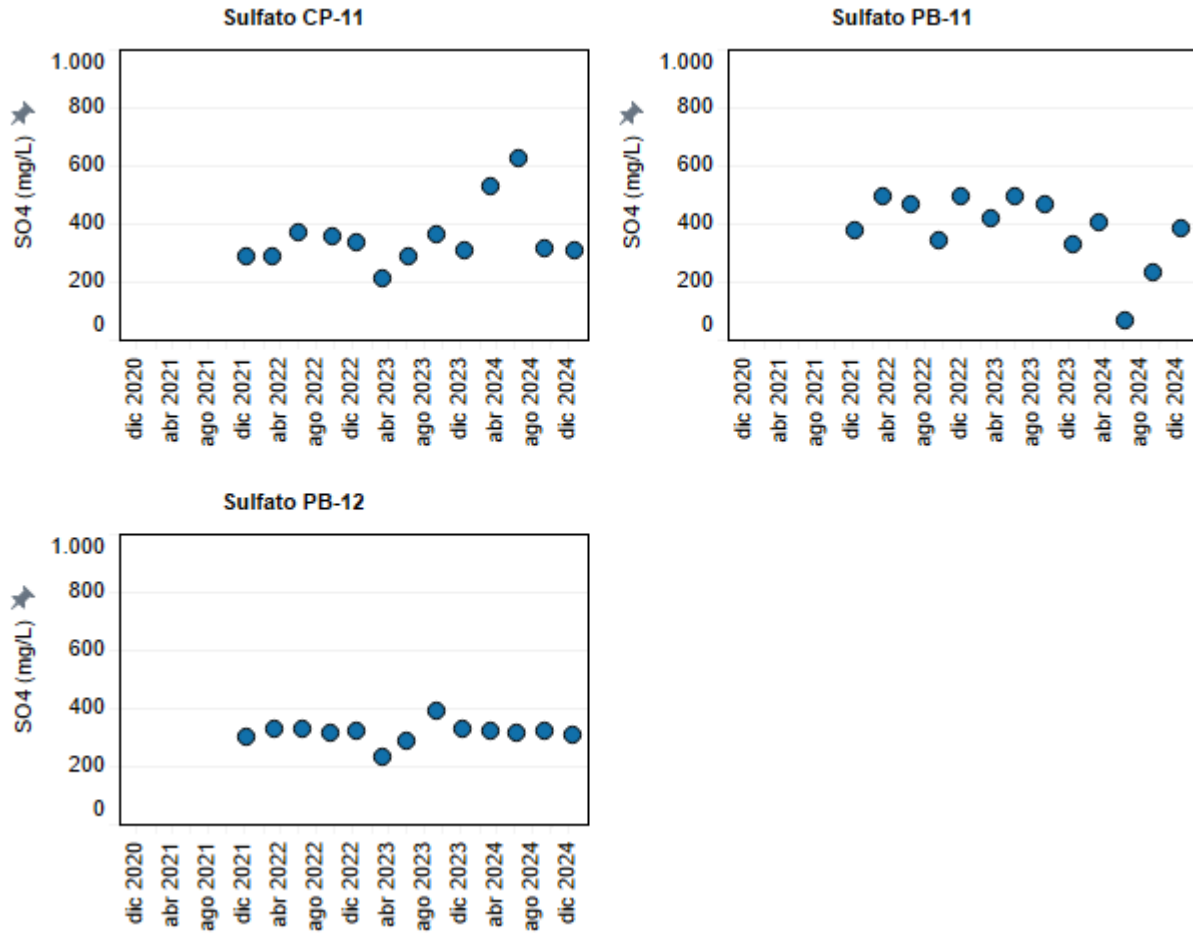 Sulfato CP-11
SO4 (mg/L)
1.000
800
600
400
200
0
dic 2020
abr 2021
ago 2021
dic 2021
abr 2022
ago 2022
dic 2022
abr 2023
ago 2023
dic 2023
abr 2024
ago 2024
dic 2024
Sulfato PB-11
SO4 (mg/L)
1.000
800
600
400
200
0
dic 2020
abr 2021
ago 2021
dic 2021
abr 2022
ago 2022
dic 2022
abr 2023
ago 2023
dic 2023
abr 2024
ago 2024
dic 2024
Sulfato PB-12
SO4 (mg/L)
1.000
800
600
400
200
0
dic 2020
abr 2021
ago 2021
dic 2021
abr 2022
ago 2022
dic 2022
abr 2023
ago 2023
dic 2023
abr 2024
ago 2024
dic 2024